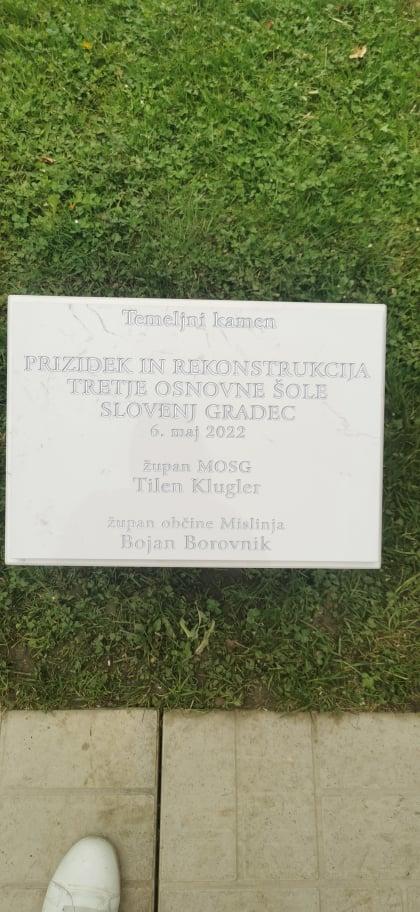 Temeljni kamen
PRIZIDEK IN REKONSTRUKCIJA
TRETJE OSNOVNE ŠOLE
SLOVENJ GRADEC
6. maj 2022
župan MOSG
Tilen Klugler
župan občine Mislinja
Bojan Borovnik